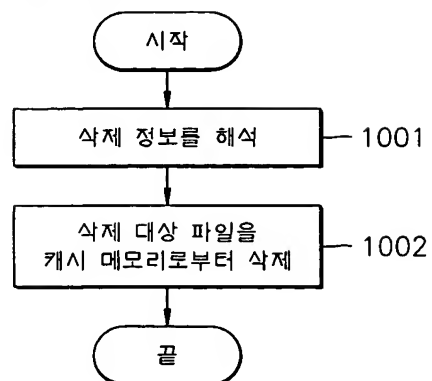 시작
삭제 정보를 해석
1001
삭제 대상 파일을
캐시 메모리로부터 삭제
1002
끝